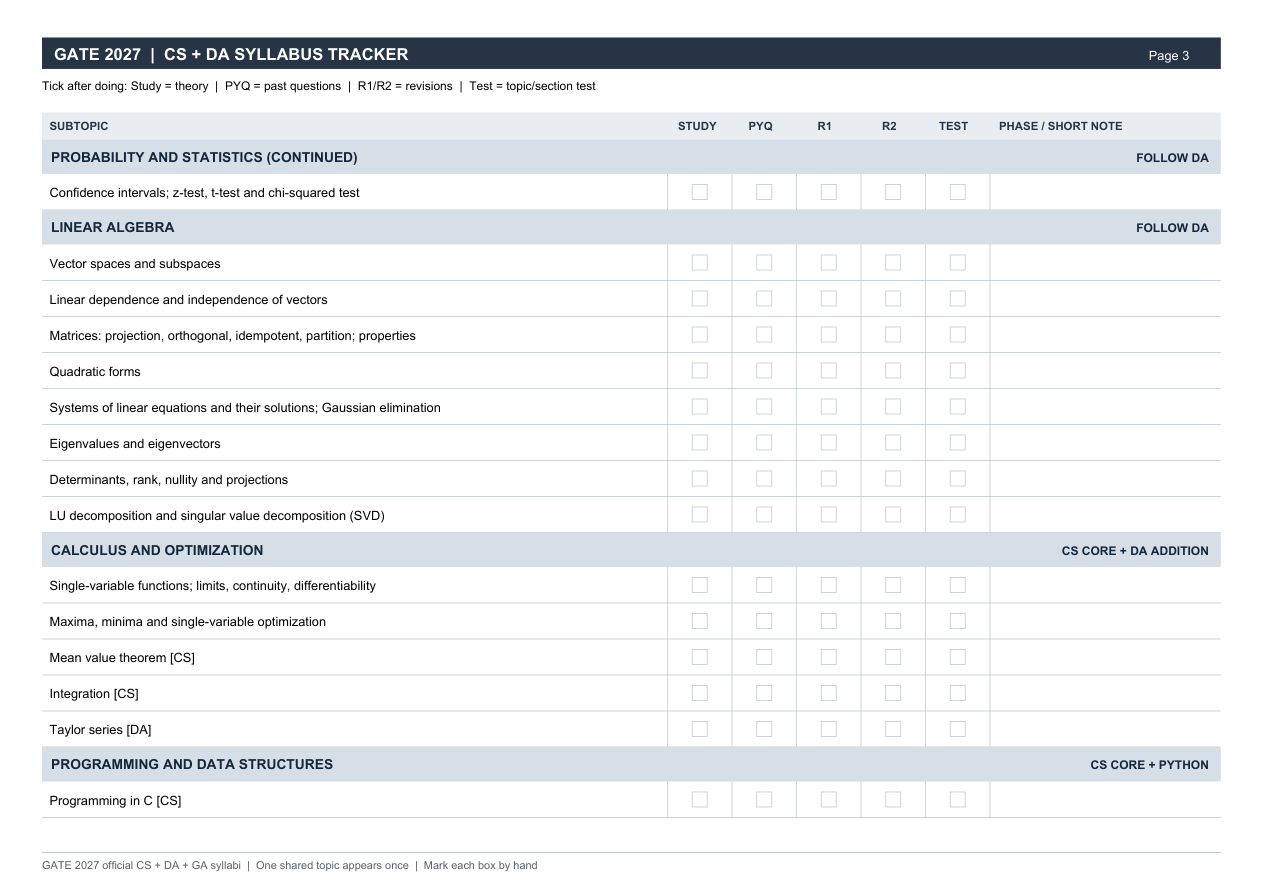 GATE 2027 | CS + DA SYLLABUS TRACKER Page 3
Tick after doing: Study = theory | PYQ = past questions | R1/R2 = revisions | Test = topic/section test
SUBTOPIC STUDY PYQ R1 R2 TEST PHASE / SHORT NOTE
PROBABILITY AND STATISTICS (CONTINUED) FOLLOW DA
Confidence intervals; z-test, t-test and chi-squared test
LINEAR ALGEBRA FOLLOW DA
Vector spaces and subspaces
Linear dependence and independence of vectors
Matrices: projection, orthogonal, idempotent, partition; properties
Quadratic forms
Systems of linear equations and their solutions; Gaussian elimination
Eigenvalues and eigenvectors
Determinants, rank, nullity and projections
LU decomposition and singular value decomposition (SVD)
CALCULUS AND OPTIMIZATION CS CORE + DA ADDITION
Single-variable functions; limits, continuity, differentiability
Maxima, minima and single-variable optimization
Mean value theorem [CS]
Integration [CS]
Taylor series [DA]
PROGRAMMING AND DATA STRUCTURES CS CORE + PYTHON
Programming in C [CS]
GATE 2027 official CS + DA + GA syllabi | One shared topic appears once | Mark each box by hand